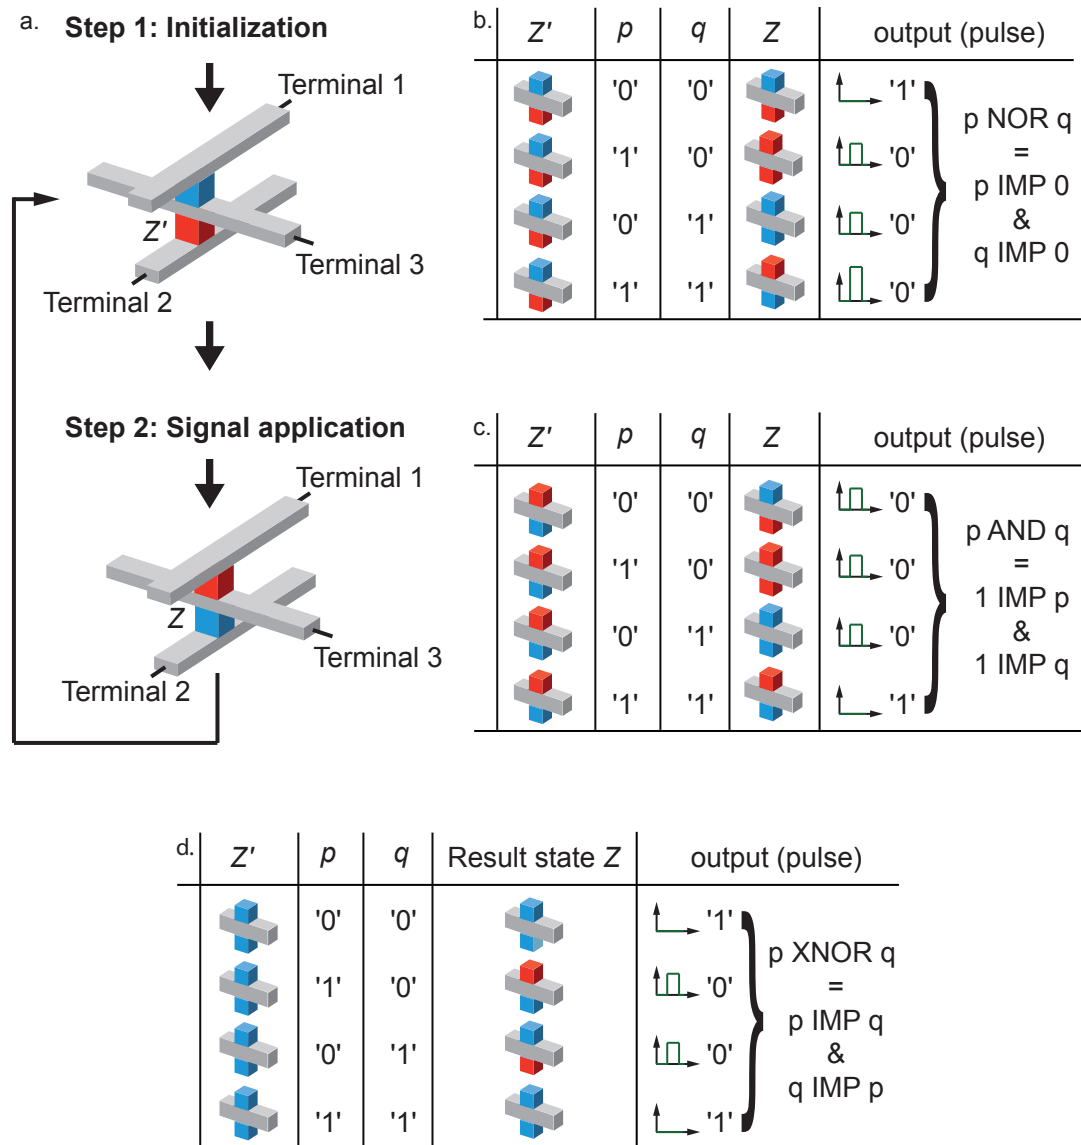 a. Step 1: Initialization
Terminal 1
Z'
Terminal 3
Terminal 2
Step 2: Signal application
Terminal 1
Z
Terminal 3
Terminal 2
b. Z' p q Z output (pulse)
'0' '0' '1'
'1' '0' '0'
'0' '1' '0'
'1' '1' '0'
p NOR q
=
p IMP 0
&
q IMP 0
c. Z' p q Z output (pulse)
'0' '0' '0'
'1' '0' '0'
'0' '1' '0'
'1' '1' '1'
p AND q
=
1 IMP p
&
1 IMP q
d. Z' p q Result state Z output (pulse)
'0' '0' '1'
'1' '0' '0'
'0' '1' '0'
'1' '1' '1'
p XNOR q
=
p IMP q
&
q IMP p